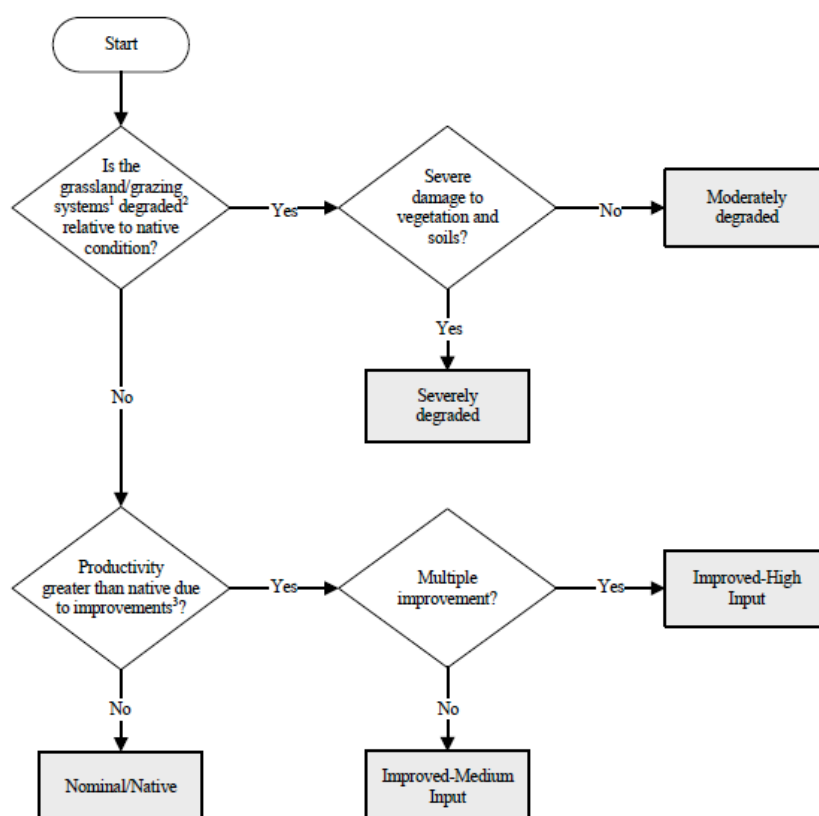 Start
Is the
grassland/grazing
systems¹ degraded²
relative to native
condition?
Yes
Severe
damage to
vegetation and
soils?
No
Moderately
degraded
Yes
Severely
degraded
No
Productivity
greater than native due
to improvements³?
Yes
Multiple
improvement?
Yes
Improved-High
Input
No
No
Nominal/Native
Improved-Medium
Input